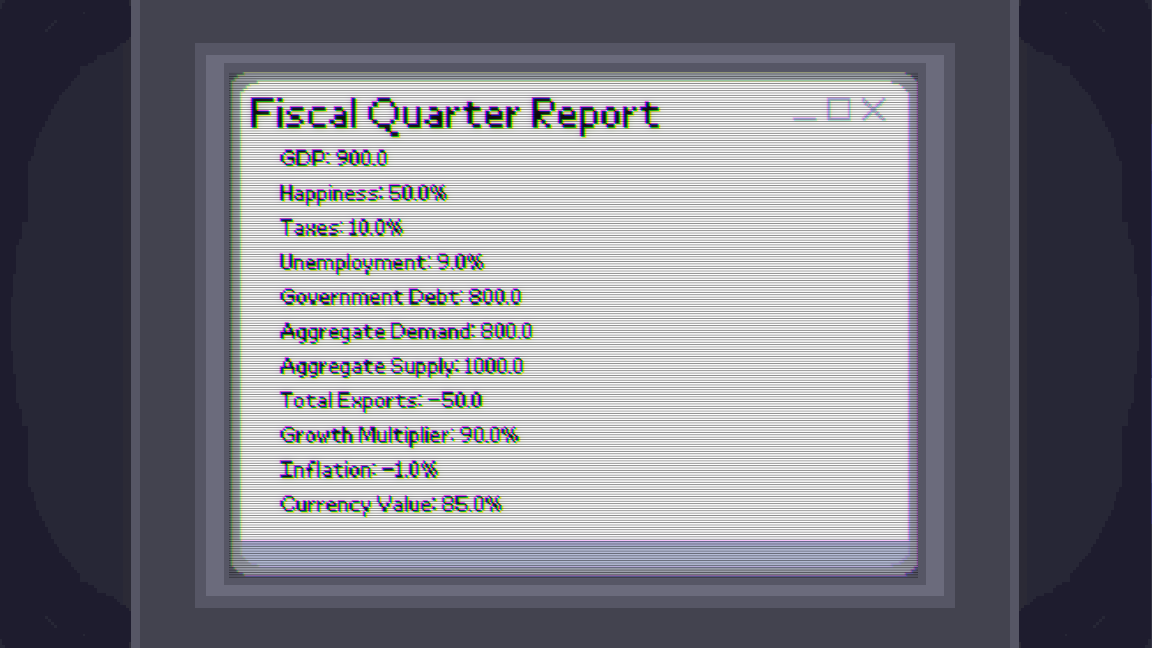 Fiscal Quarter Report
GDP: 900.0
Happiness: 50.0%
Taxes: 10.0%
Unemployment: 9.0%
Government Debt: 800.0
Aggregate Demand: 800.0
Aggregate Supply: 1000.0
Total Exports: -50.0
Growth Multiplier: 90.0%
Inflation: -1.0%
Currency Value: 85.0%